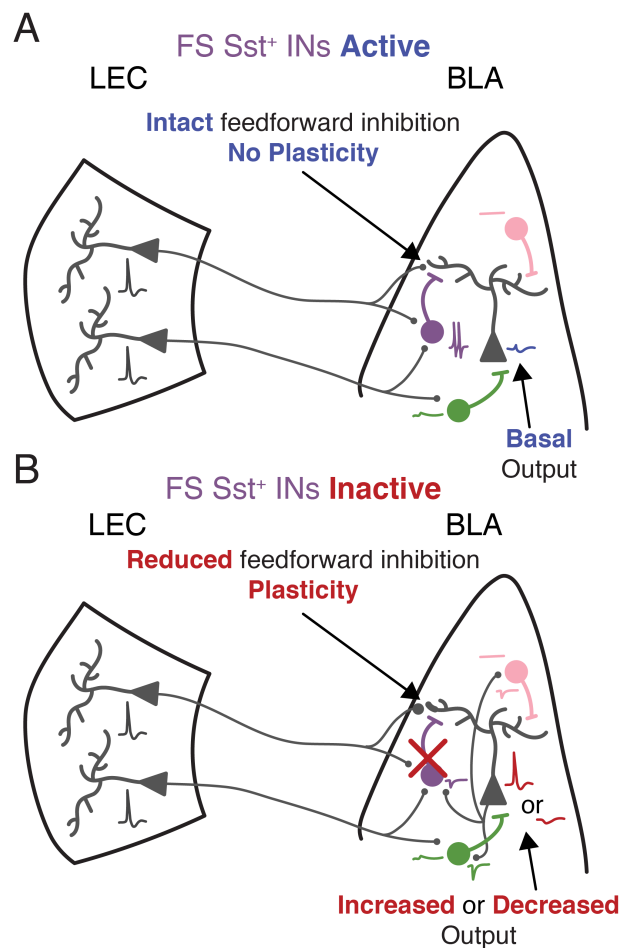 A
FS Sst⁺ INs Active
LEC
BLA
Intact feedforward inhibition
No Plasticity
Basal
Output
B
FS Sst⁺ INs Inactive
LEC
BLA
Reduced feedforward inhibition
Plasticity
or
Increased or Decreased
Output